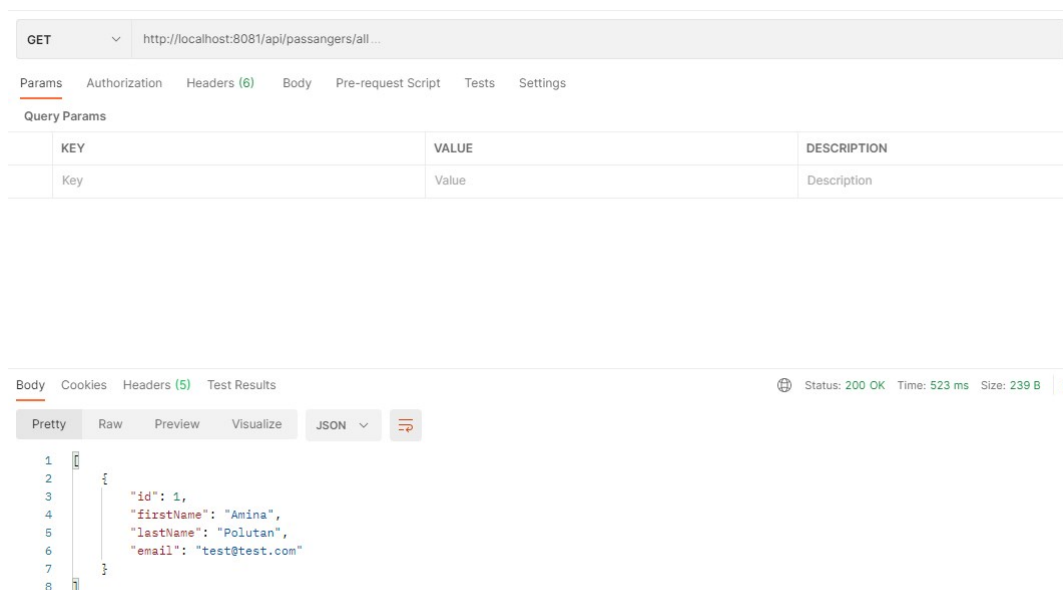 GET http://localhost:8081/api/passangers/all...
Params Authorization Headers (6) Body Pre-request Script Tests Settings
Query Params
KEY VALUE DESCRIPTION
Key Value Description
Body Cookies Headers (5) Test Results Status: 200 OK Time: 523 ms Size: 239 B
Pretty Raw Preview Visualize JSON
1 [
2 {
3 "id": 1,
4 "firstName": "Amina",
5 "lastName": "Polutan",
6 "email": "test@test.com"
7 }
8 ]